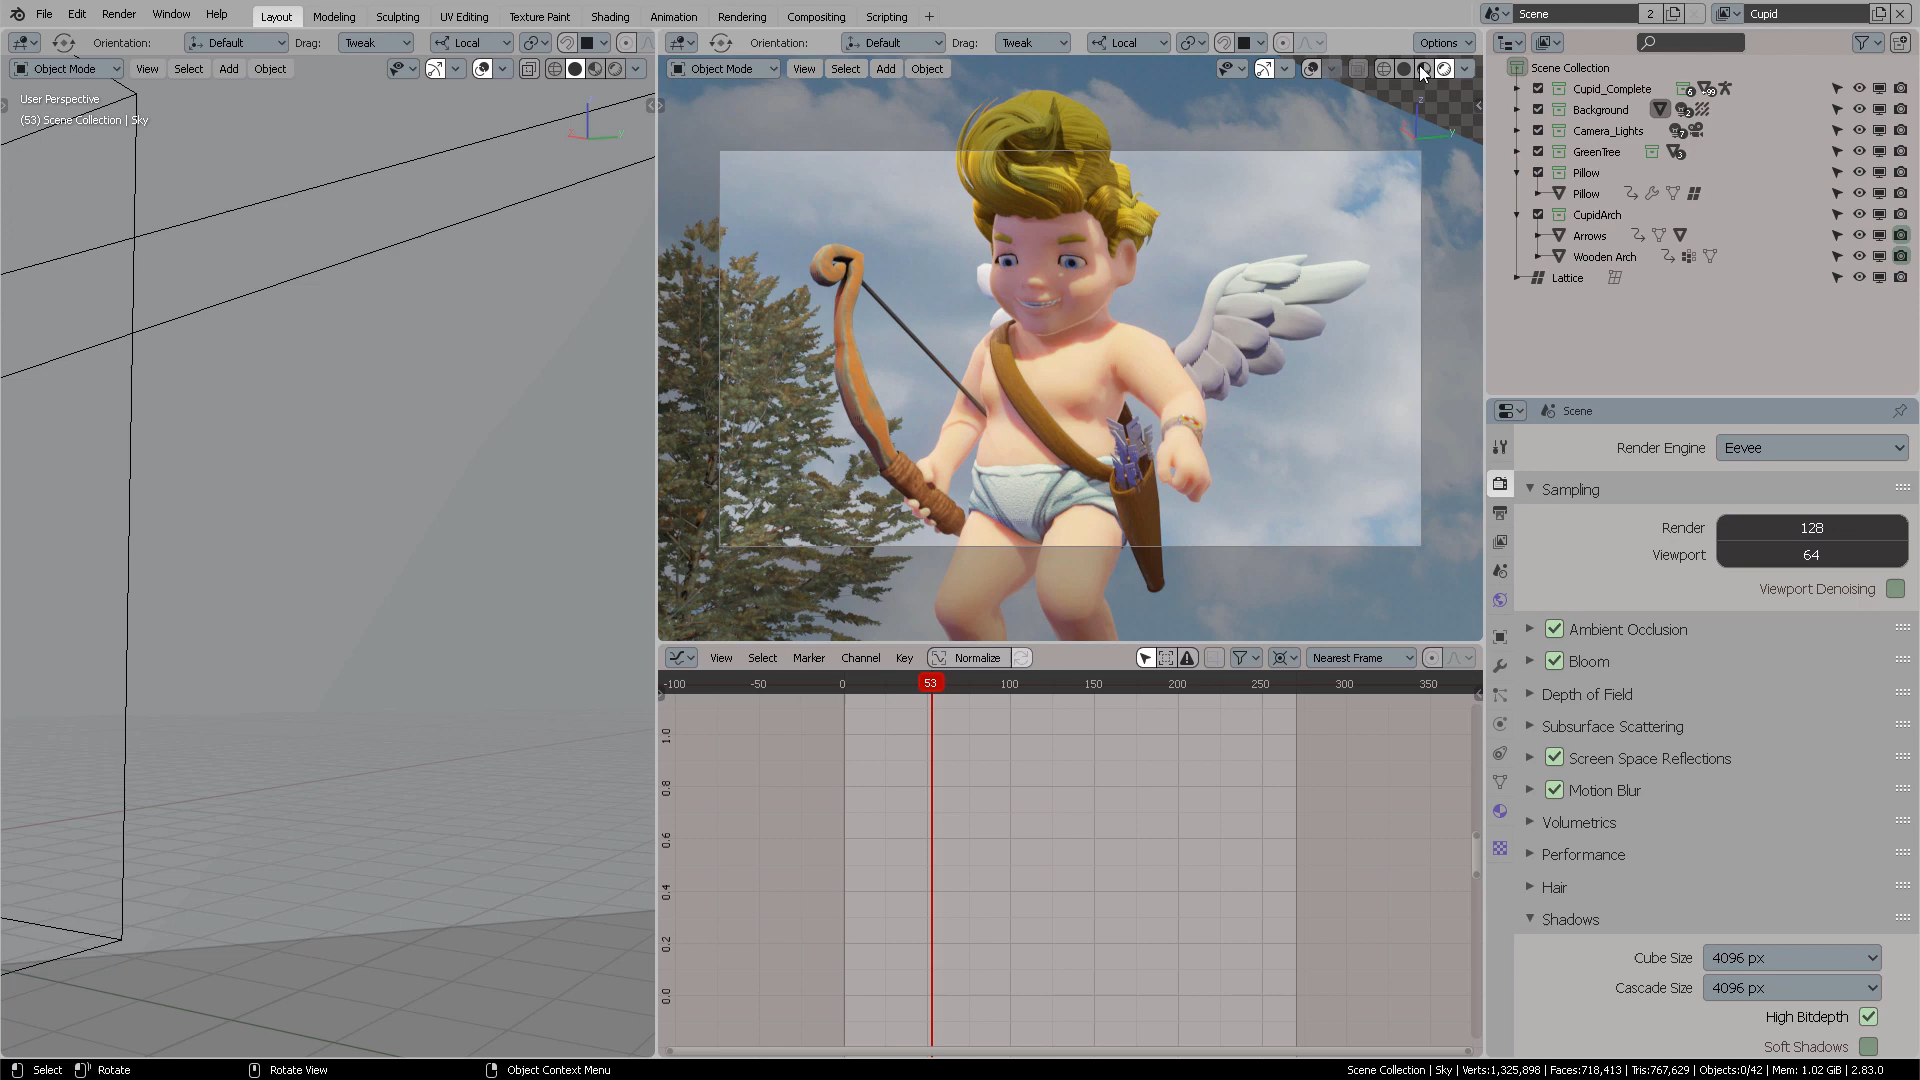 File Edit Render Window Help Layout Modeling Sculpting UV Editing Texture Paint Shading Animation Rendering Compositing Scripting + Scene 2 Cupid
Orientation: Default Drag: Tweak Local
Orientation: Default Drag: Tweak Local Options
Object Mode View Select Add Object
Object Mode View Select Add Object
User Perspective
(53) Scene Collection | Sky
Scene Collection
Cupid_Complete 6
Background 2
Camera_Lights 7
GreenTree 3
Pillow
Pillow
CupidArch
Arrows
Wooden Arch
Lattice
Scene
Render Engine Eevee
Sampling
Render 128
Viewport 64
Viewport Denoising
Ambient Occlusion
Bloom
Depth of Field
Subsurface Scattering
Screen Space Reflections
Motion Blur
Volumetrics
Performance
Hair
Shadows
Cube Size 4096 px
Cascade Size 4096 px
High Bitdepth
Soft Shadows
View Select Marker Channel Key Normalize Nearest Frame
-100 -50 0 53 100 150 200 250 300 350
1.0
0.8
0.6
0.4
0.2
0.0
Select Rotate Rotate View Object Context Menu
Scene Collection | Sky | Verts:1,325,898 | Faces:718,413 | Tris:767,629 | Objects:0/42 | Mem: 1.02 GiB | 2.83.0